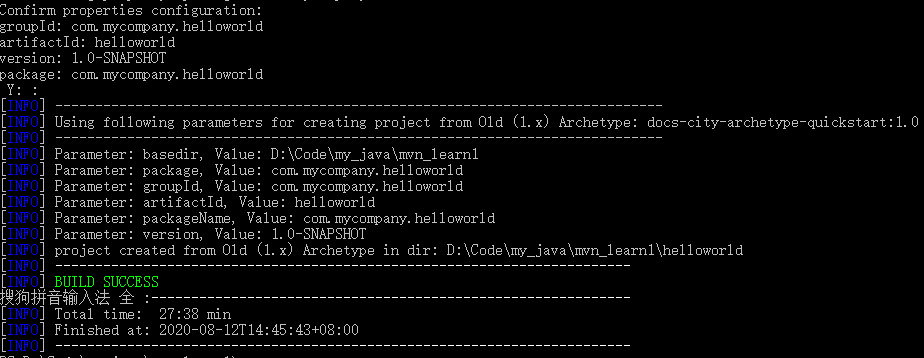 Confirm properties configuration:
groupId: com.mycompany.helloworld
artifactId: helloworld
version: 1.0-SNAPSHOT
package: com.mycompany.helloworld
 Y: :
[INFO] ----------------------------------------------------------------------------
[INFO] Using following parameters for creating project from Old (1.x) Archetype: docs-city-archetype-quickstart:1.0
[INFO] ----------------------------------------------------------------------------
[INFO] Parameter: basedir, Value: D:\Code\my_java\mvn_learn1
[INFO] Parameter: package, Value: com.mycompany.helloworld
[INFO] Parameter: groupId, Value: com.mycompany.helloworld
[INFO] Parameter: artifactId, Value: helloworld
[INFO] Parameter: packageName, Value: com.mycompany.helloworld
[INFO] Parameter: version, Value: 1.0-SNAPSHOT
[INFO] project created from Old (1.x) Archetype in dir: D:\Code\my_java\mvn_learn1\helloworld
[INFO] ------------------------------------------------------------------------
[INFO] BUILD SUCCESS
搜狗拼音输入法 全 :------------------------------------------------------------
[INFO] Total time:  27:38 min
[INFO] Finished at: 2020-08-12T14:45:43+08:00
[INFO] ------------------------------------------------------------------------